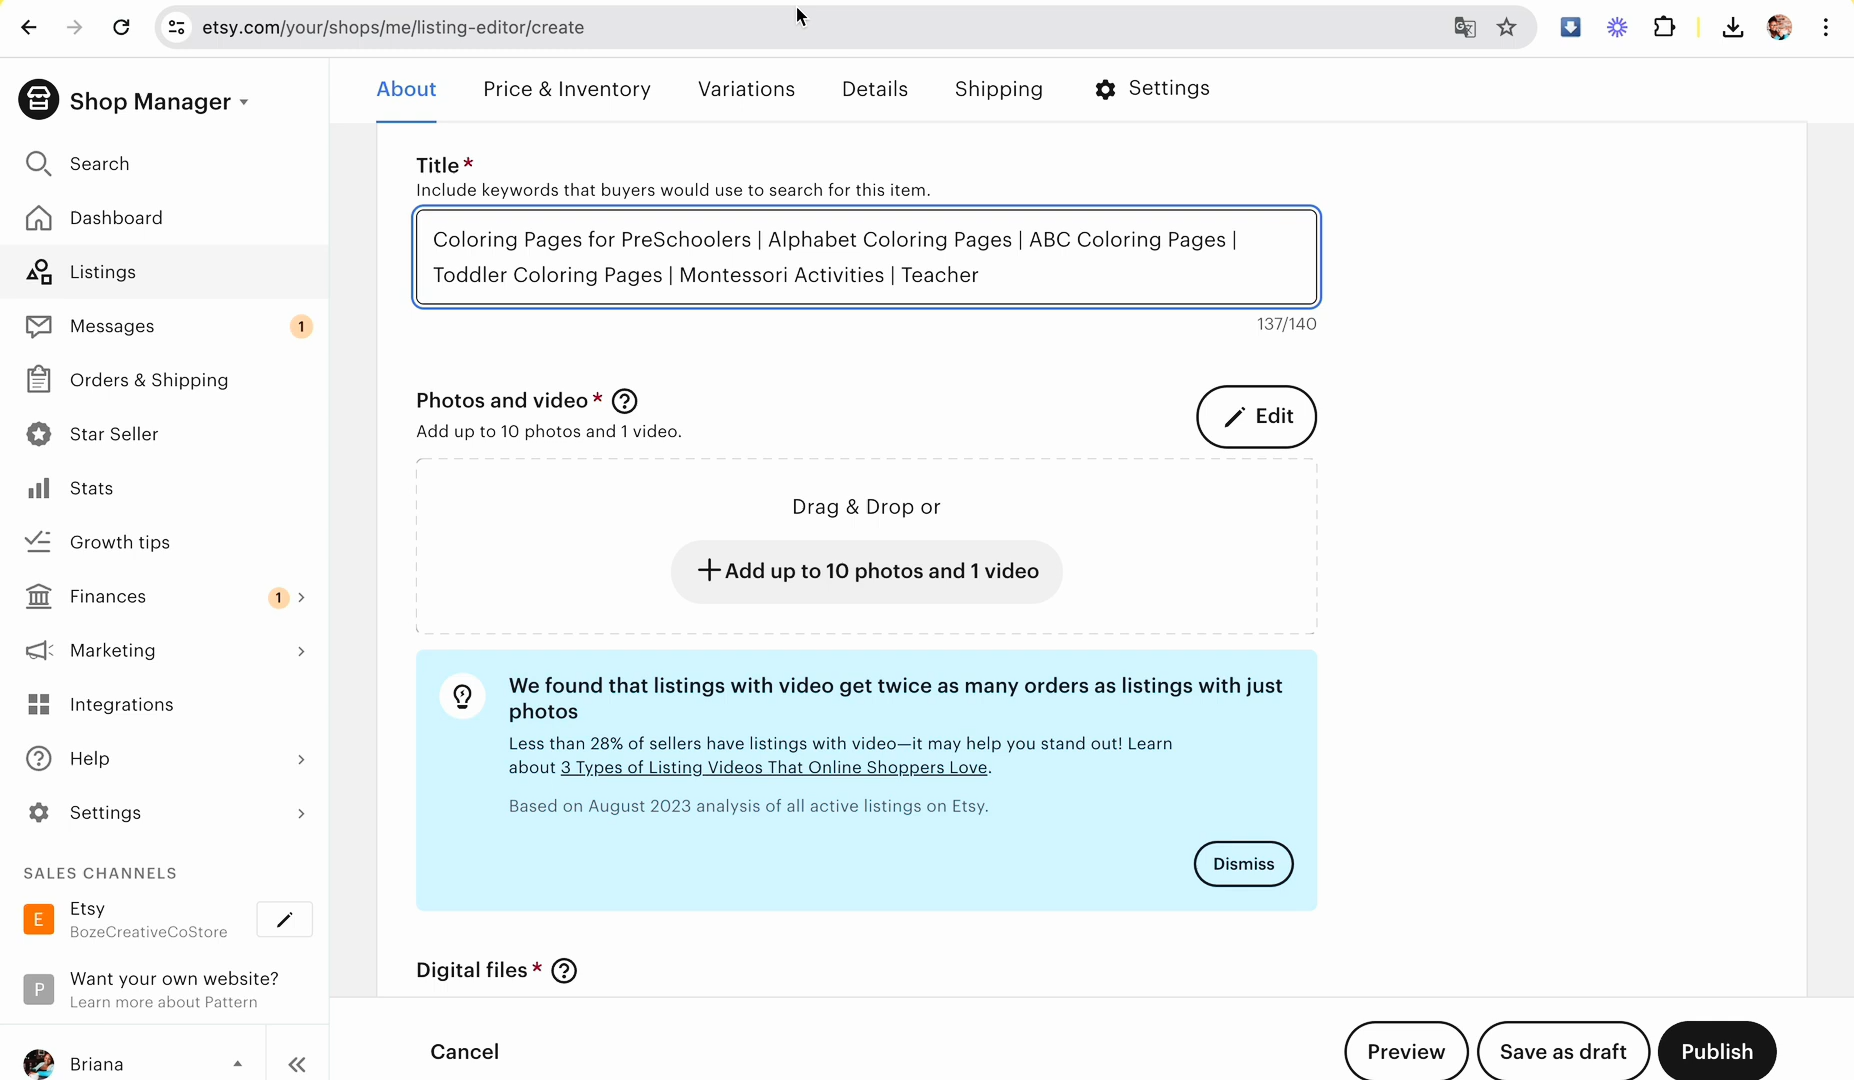 etsy.com/your/shops/me/listing-editor/create
Shop Manager
Search
Dashboard
Listings
Messages 1
Orders & Shipping
Star Seller
Stats
Growth tips
Finances 1
Marketing
Integrations
Help
Settings
SALES CHANNELS
E Etsy
BozeCreativeCoStore
P Want your own website?
Learn more about Pattern
Briana
About Price & Inventory Variations Details Shipping Settings
Title *
Include keywords that buyers would use to search for this item.
Coloring Pages for PreSchoolers | Alphabet Coloring Pages | ABC Coloring Pages |
Toddler Coloring Pages | Montessori Activities | Teacher
137/140
Photos and video * ?
Add up to 10 photos and 1 video.
Edit
Drag & Drop or
+ Add up to 10 photos and 1 video
We found that listings with video get twice as many orders as listings with just
photos
Less than 28% of sellers have listings with video—it may help you stand out! Learn
about 3 Types of Listing Videos That Online Shoppers Love.
Based on August 2023 analysis of all active listings on Etsy.
Dismiss
Digital files * ?
Cancel Preview Save as draft Publish